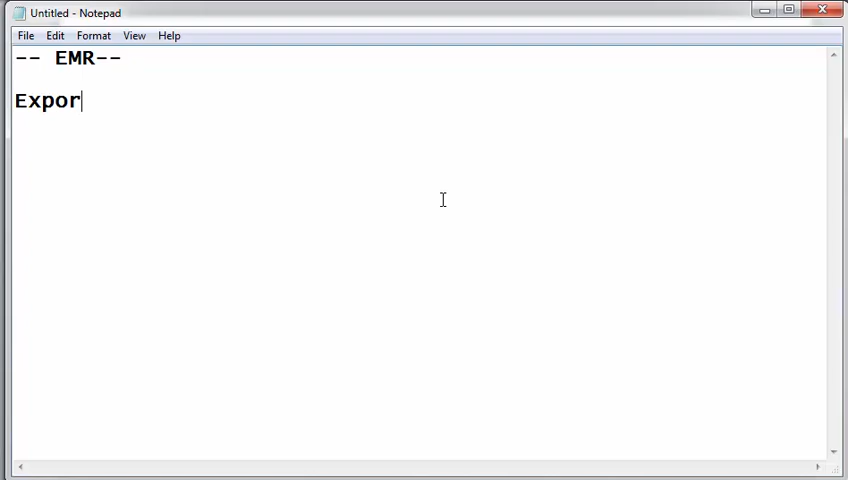 Untitled - Notepad
File Edit Format View Help
-- EMR--
Expor